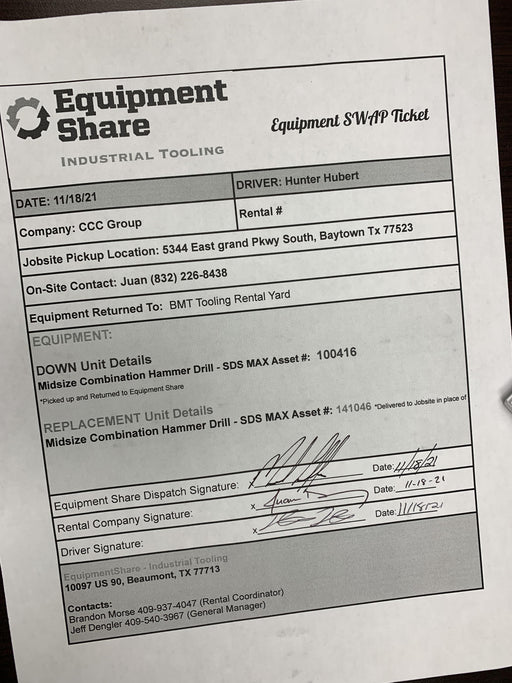 Equipment
Share
INDUSTRIAL TOOLING
Equipment SWAP Ticket
DATE: 11/18/21
DRIVER: Hunter Hubert
Company: CCC Group
Rental #
Jobsite Pickup Location: 5344 East grand Pkwy South, Baytown Tx 77523
On-Site Contact: Juan (832) 226-8438
Equipment Returned To: BMT Tooling Rental Yard
EQUIPMENT:
DOWN Unit Details
Midsize Combination Hammer Drill - SDS MAX Asset #: 100416
*Picked up and Returned to Equipment Share
REPLACEMENT Unit Details
Midsize Combination Hammer Drill - SDS MAX Asset #: 141046 *Delivered to Jobsite in place of
Equipment Share Dispatch Signature: x Date: 11/18/21
Rental Company Signature: x Juan D Date: 11-18-21
Driver Signature: x Date: 11/18/21
EquipmentShare - Industrial Tooling
10097 US 90, Beaumont, TX 77713
Contacts:
Brandon Morse 409-937-4047 (Rental Coordinator)
Jeff Dengler 409-540-3967 (General Manager)